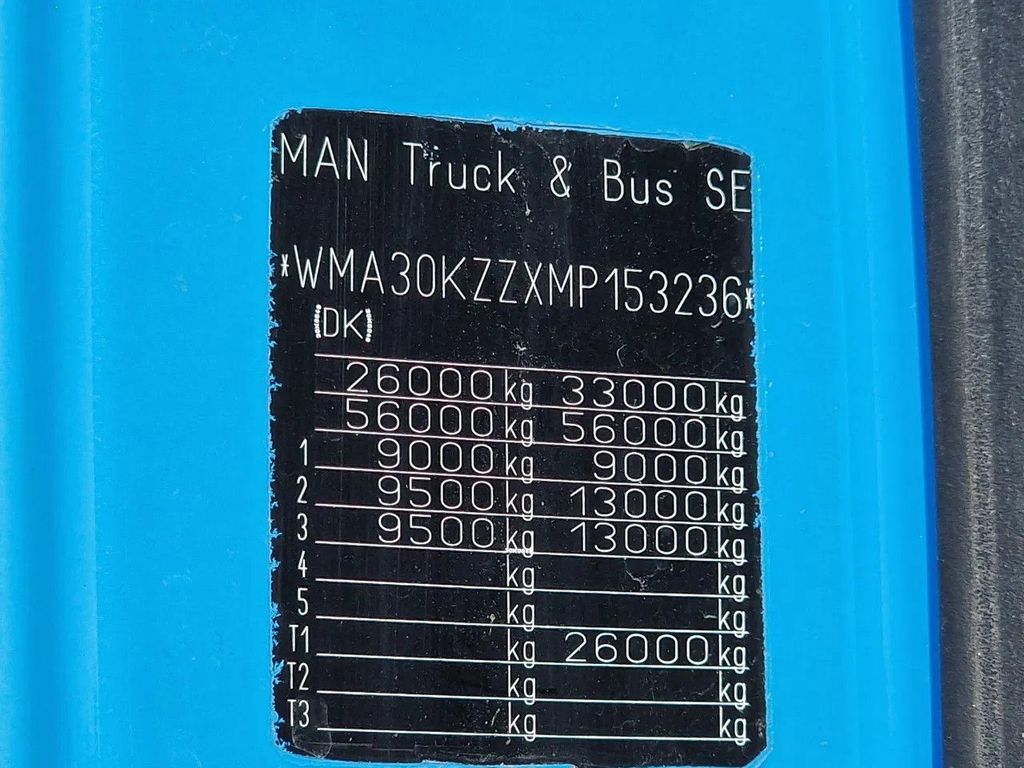 MAN Truck & Bus SE
*WMA30KZZXMP153236*
(DK)
26000 kg 33000 kg
56000 kg 56000 kg
1 9000 kg 9000 kg
2 9500 kg 13000 kg
3 9500 kg 13000 kg
4 kg kg
5 kg kg
T1 kg 26000 kg
T2 kg kg
T3 kg kg